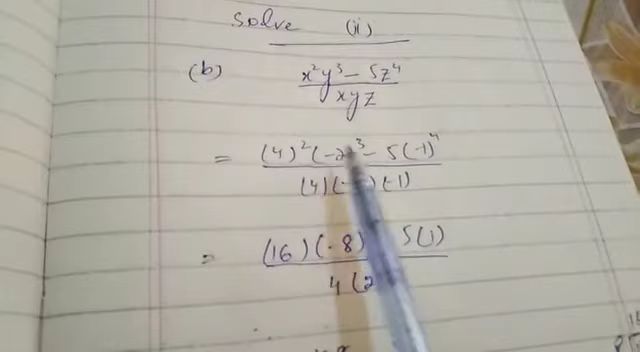 Solve (ii)
(b) x²y³ - 5z⁴
xyz
= (4)²(-2)³ - 5(-1)⁴
(4)(- )(-1)
= (16)(-8) 5(1)
4(2